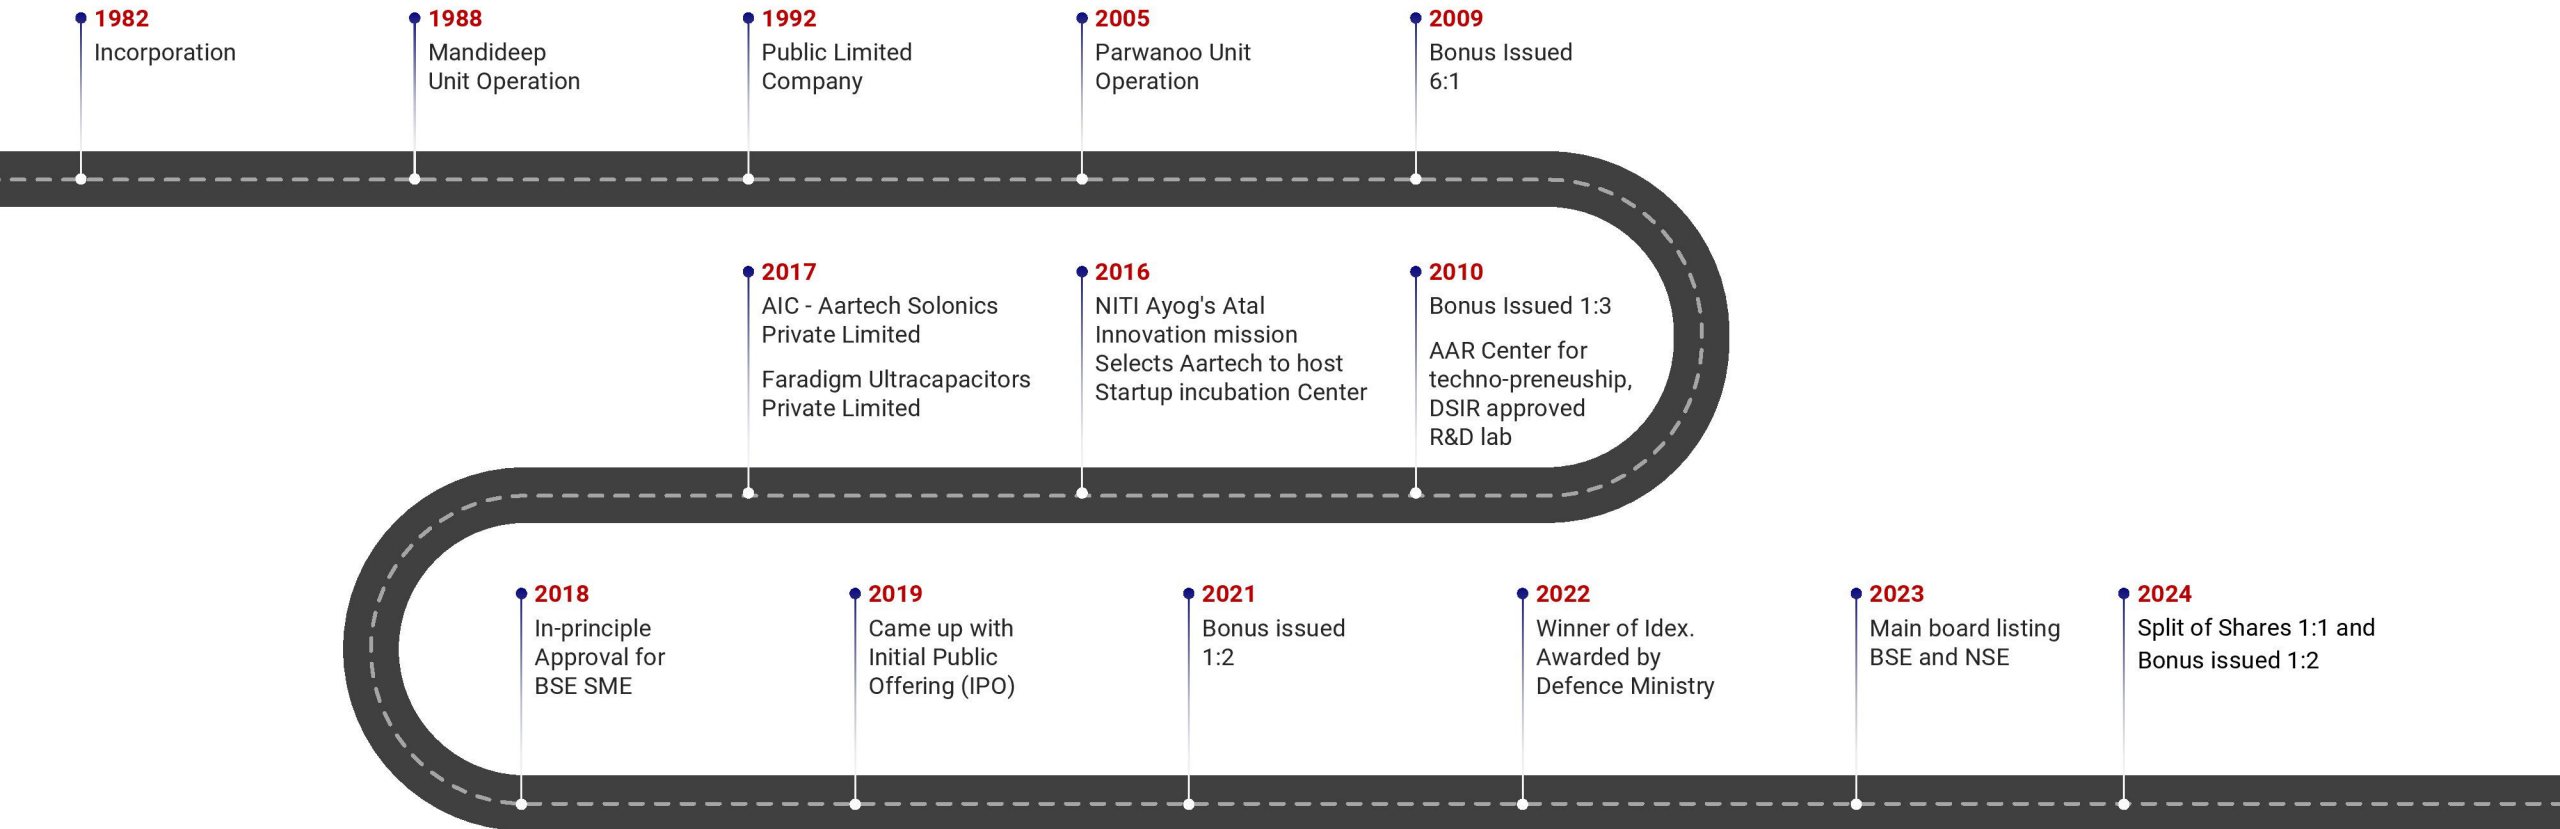 1982
Incorporation
1988
Mandideep
Unit Operation
1992
Public Limited
Company
2005
Parwanoo Unit
Operation
2009
Bonus Issued
6:1
2010
Bonus Issued 1:3
AAR Center for
techno-preneuship,
DSIR approved
R&D lab
2016
NITI Ayog's Atal
Innovation mission
Selects Aartech to host
Startup incubation Center
2017
AIC - Aartech Solonics
Private Limited
Faradigm Ultracapacitors
Private Limited
2018
In-principle
Approval for
BSE SME
2019
Came up with
Initial Public
Offering (IPO)
2021
Bonus issued
1:2
2022
Winner of Idex.
Awarded by
Defence Ministry
2023
Main board listing
BSE and NSE
2024
Split of Shares 1:1 and
Bonus issued 1:2